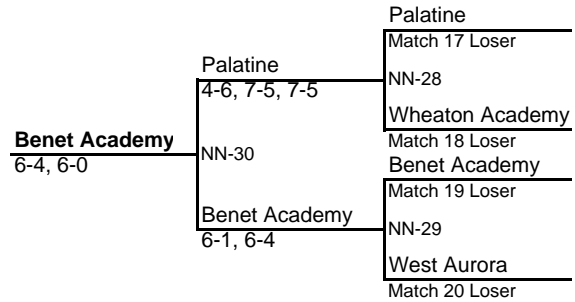 Palatine
Match 17 Loser
Palatine
4-6, 7-5, 7-5
NN-28
Wheaton Academy
Match 18 Loser
Benet Academy
6-4, 6-0
NN-30
Benet Academy
Match 19 Loser
Benet Academy
6-1, 6-4
NN-29
West Aurora
Match 20 Loser